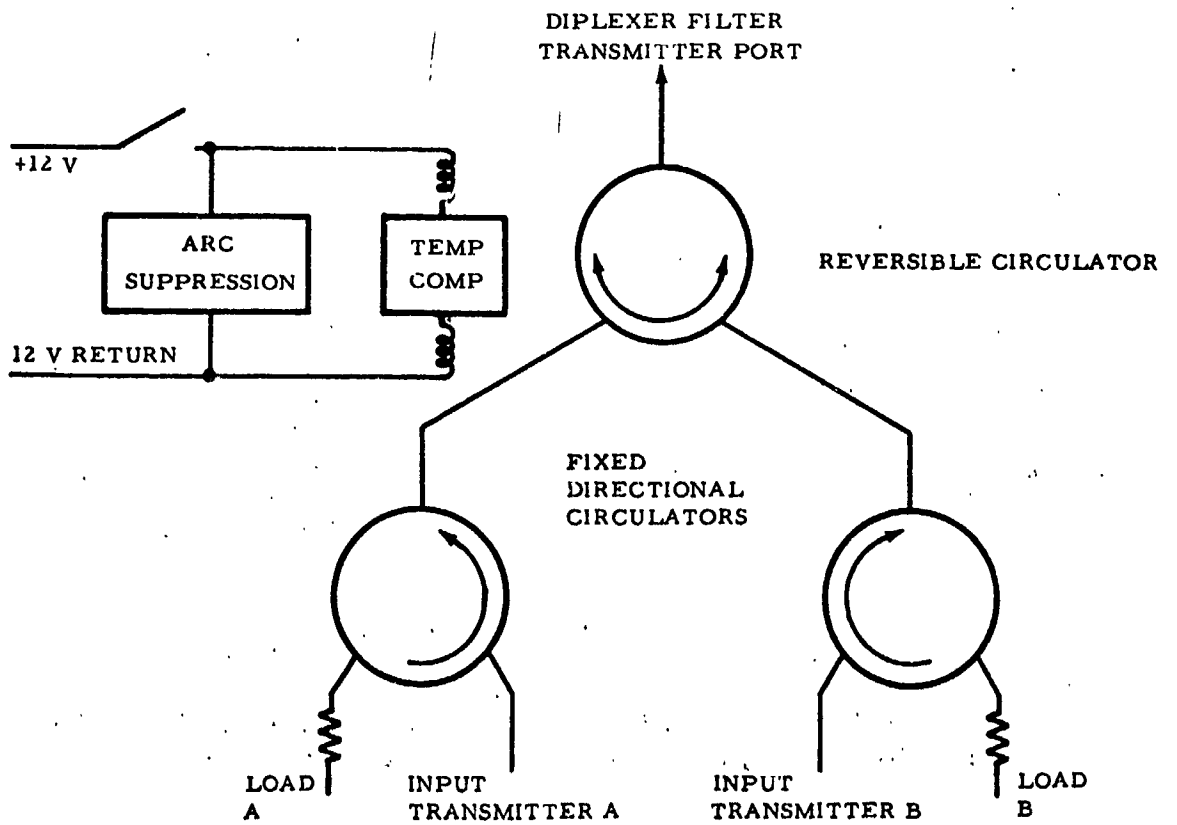 DIPLEXER FILTER
TRANSMITTER PORT
+12 V
ARC
SUPPRESSION
TEMP
COMP
12 V RETURN
REVERSIBLE CIRCULATOR
FIXED
DIRECTIONAL
CIRCULATORS
LOAD
A
INPUT
TRANSMITTER A
INPUT
TRANSMITTER B
LOAD
B